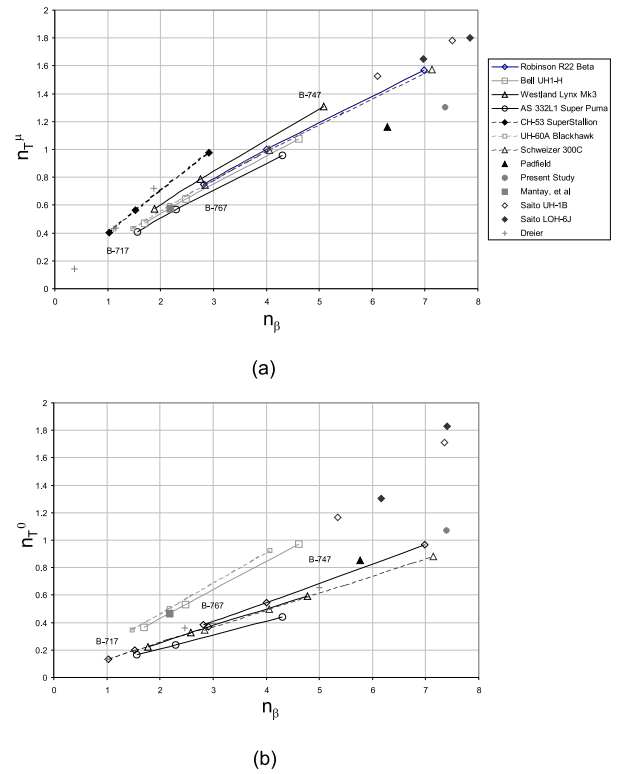 2
1.8
1.6
1.4
1.2
1
0.8
0.6
0.4
0.2
0
n_T^μ
B-747
B-767
B-717
0 1 2 3 4 5 6 7 8
n_β
Robinson R22 Beta
Bell UH1-H
Westland Lynx Mk3
AS 332L1 Super Puma
CH-53 SuperStallion
UH-60A Blackhawk
Schweizer 300C
Padfield
Present Study
Mantay, et al
Saito UH-1B
Saito LOH-6J
Dreier
(a)
2
1.8
1.6
1.4
1.2
1
0.8
0.6
0.4
0.2
0
n_T^0
B-747
B-767
B-717
0 1 2 3 4 5 6 7 8
n_β
(b)